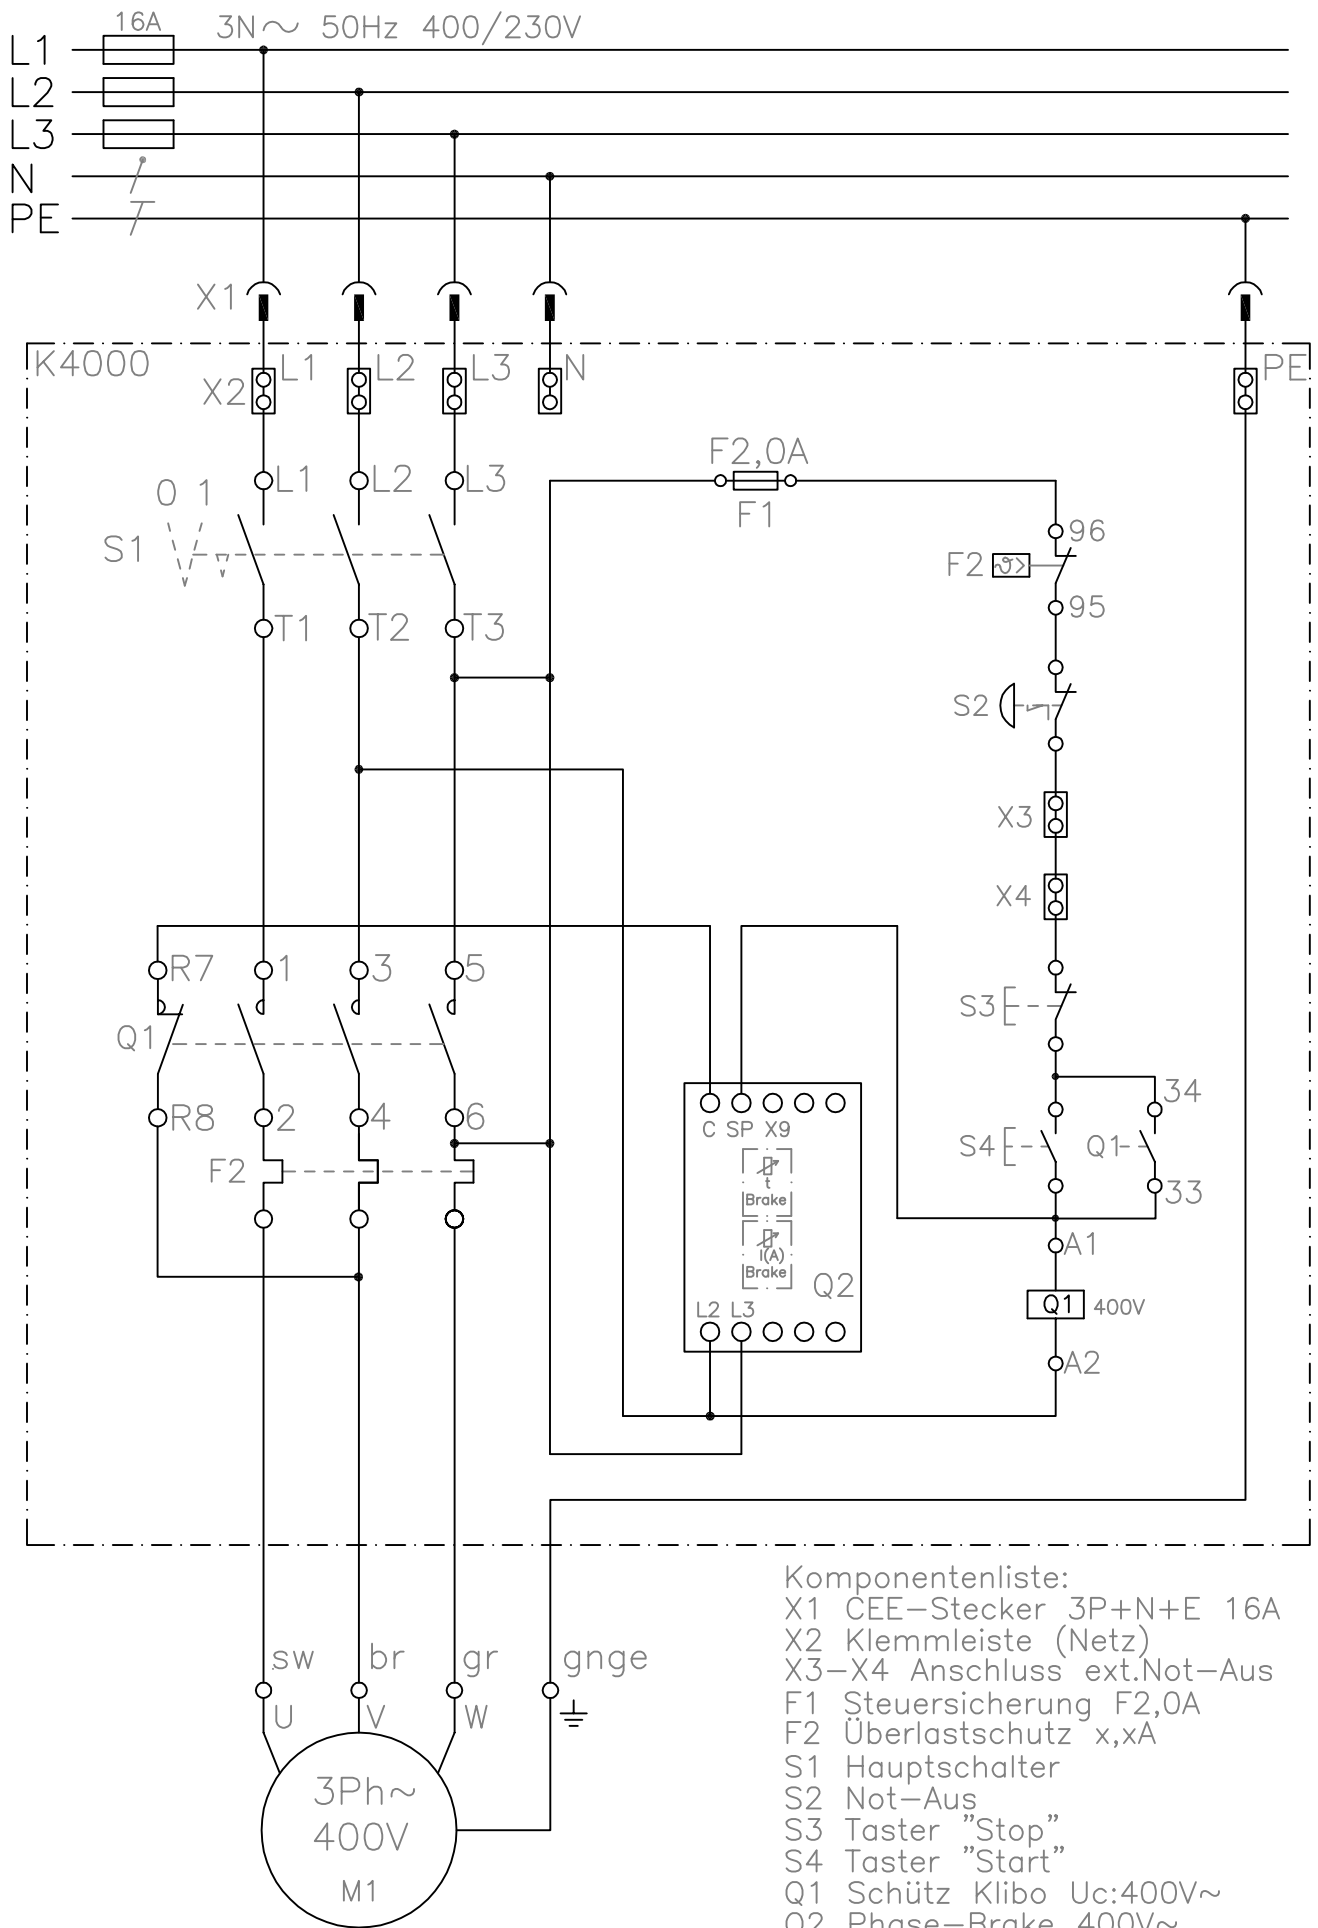 16A 3N~ 50Hz 400/230V
L1
L2
L3
N
PE
X1
K4000
X2 L1 L2 L3 N PE
L1 L2 L3
0 1
S1
T1 T2 T3
F2,0A
F1
96
F2 ϑ>
95
S2
X3
X4
R7 1 3 5
Q1
R8 2 4 6
F2
S3
34
S4 Q1
33
C SP X9
t
Brake
I(A)
Brake
Q2
L2 L3
A1
Q1 400V
A2
sw br gr gnge
U V W
3Ph~
400V
M1
Komponentenliste:
X1 CEE-Stecker 3P+N+E 16A
X2 Klemmleiste (Netz)
X3-X4 Anschluss ext.Not-Aus
F1 Steuersicherung F2,0A
F2 Überlastschutz x,xA
S1 Hauptschalter
S2 Not-Aus
S3 Taster "Stop"
S4 Taster "Start"
Q1 Schütz Klibo Uc:400V~
Q2 Phase-Brake 400V~